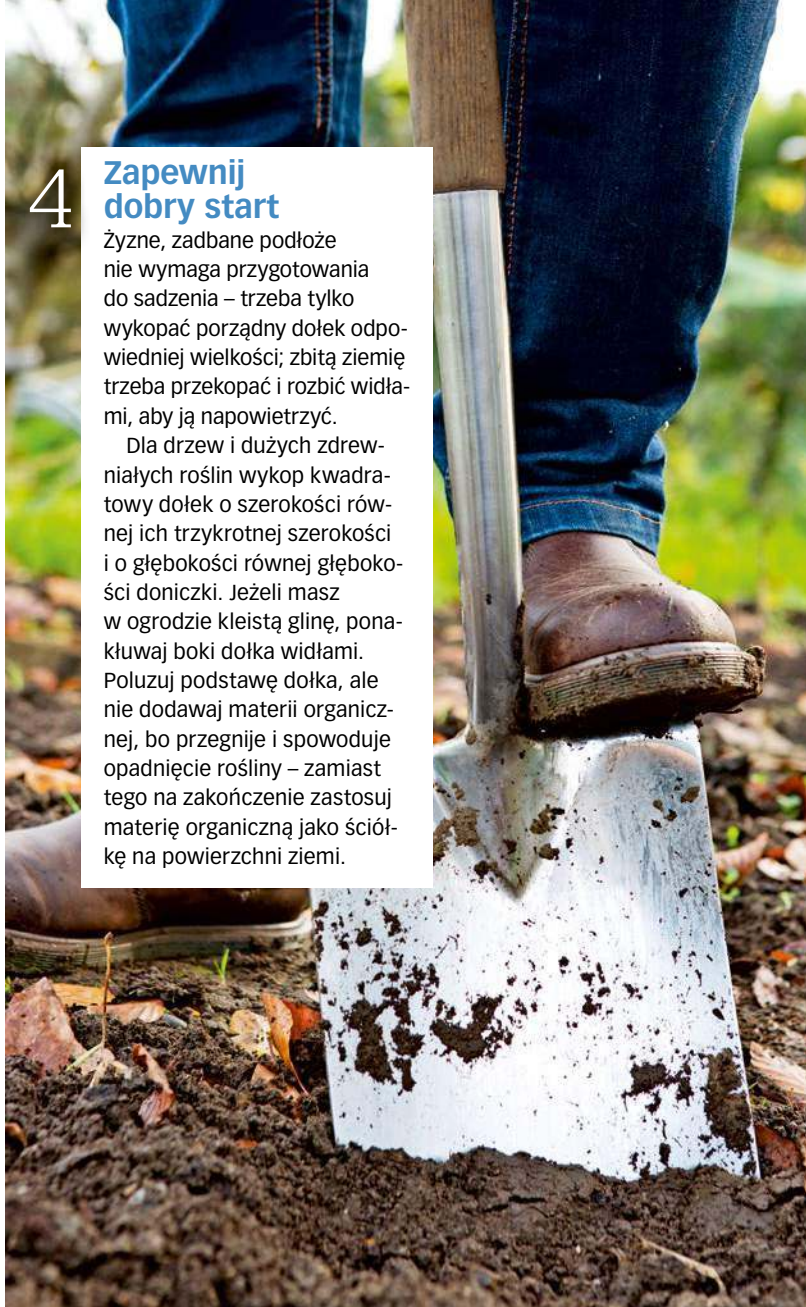 4
Zapewnij
dobry start
Żyzne, zadbane podłoże
nie wymaga przygotowania
do sadzenia – trzeba tylko
wykopać porządny dołek odpo-
wiedniej wielkości; zbitą ziemię
trzeba przekopać i rozbić widła-
mi, aby ją napowietrzyć.
Dla drzew i dużych zdrew-
niałych roślin wykop kwadra-
towy dołek o szerokości rów-
nej ich trzykrotnej szerokości
i o głębokości równej głęboko-
ści doniczki. Jeżeli masz
w ogrodzie kleistą glinę, pona-
kłuwaj boki dołka widłami.
Poluzuj podstawę dołka, ale
nie dodawaj materii organicz-
nej, bo przegnije i spowoduje
opadnięcie rośliny – zamiast
tego na zakończenie zastosuj
materię organiczną jako ściół-
kę na powierzchni ziemi.